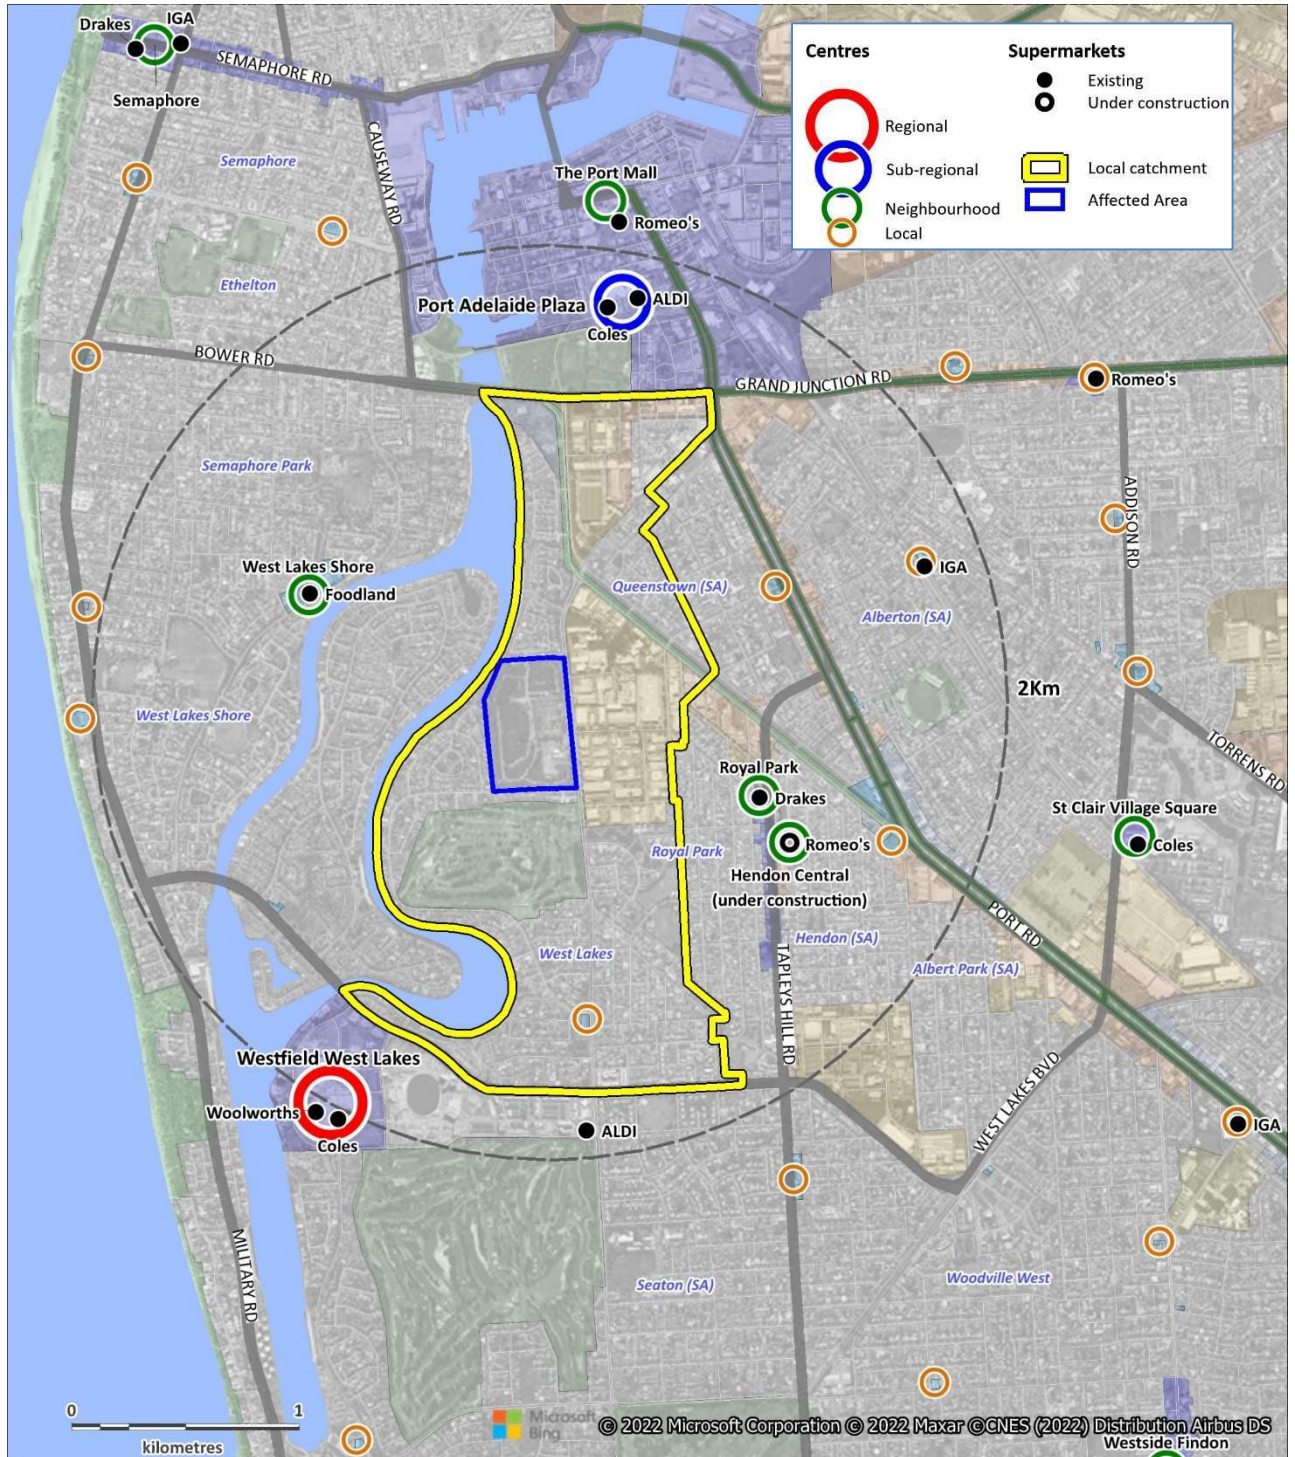 Drakes
IGA
SEMAPHORE RD
Semaphore
CAUSEWAY RD
Semaphore
Ethelton
BOWER RD
The Port Mall
Romeo's
Port Adelaide Plaza
ALDI
Coles
GRAND JUNCTION RD
Romeo's
Centres
Regional
Sub-regional
Neighbourhood
Local
Supermarkets
Existing
Under construction
Local catchment
Affected Area
Semaphore Park
ADDISON RD
West Lakes Shore
Foodland
Queenstown (SA)
IGA
Alberton (SA)
2Km
West Lakes Shore
TORRENS RD
Royal Park
Drakes
St Clair Village Square
Coles
Royal Park
Romeo's
Hendon Central
(under construction)
PORT RD
Hendon (SA)
West Lakes
Albert Park (SA)
TAPLEYS HILL RD
WEST LAKES BVD
Westfield West Lakes
Woolworths
Coles
ALDI
IGA
MILITARY RD
Seaton (SA)
Woodville West
0 1
kilometres
Microsoft
Bing
© 2022 Microsoft Corporation © 2022 Maxar ©CNES (2022) Distribution Airbus DS
Westside Findon